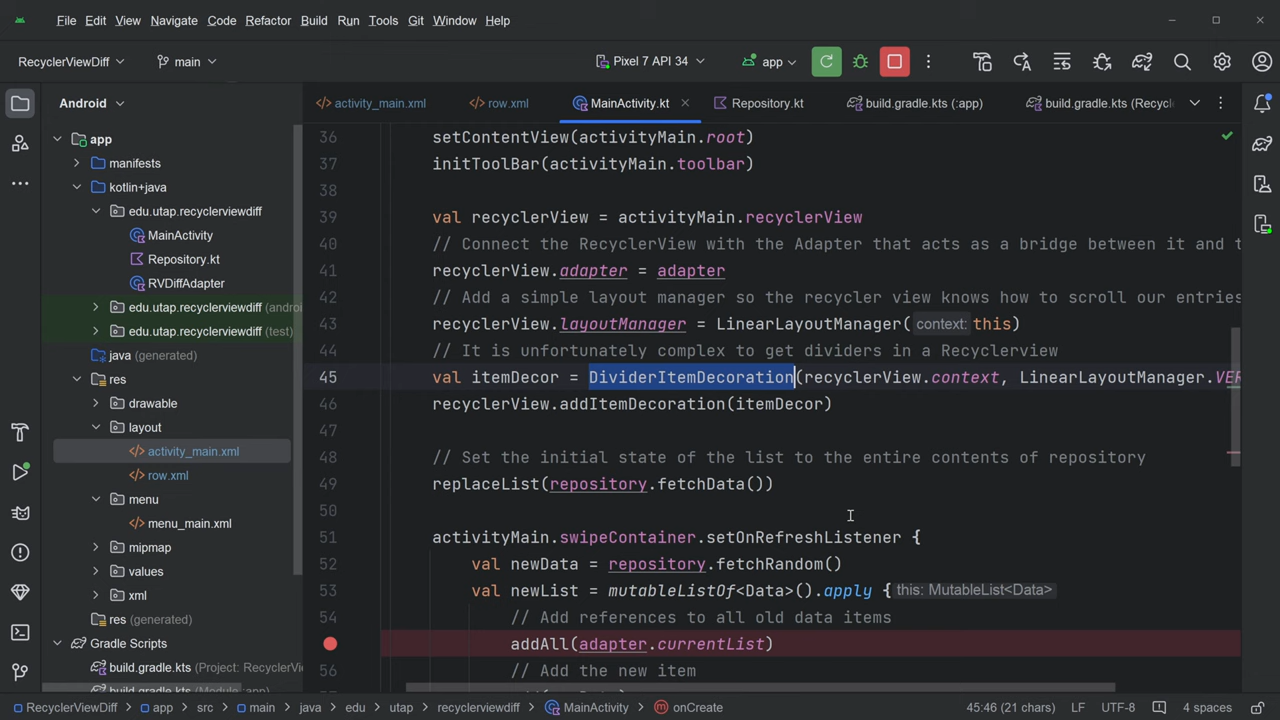 File Edit View Navigate Code Refactor Build Run Tools Git Window Help
RecyclerViewDiff main Pixel 7 API 34 app
Android activity_main.xml row.xml MainActivity.kt Repository.kt build.gradle.kts (:app) build.gradle.kts (Recycl
app
manifests
kotlin+java
edu.utap.recyclerviewdiff
MainActivity
Repository.kt
RVDiffAdapter
edu.utap.recyclerviewdiff (andro
edu.utap.recyclerviewdiff (test)
java (generated)
res
drawable
layout
activity_main.xml
row.xml
menu
menu_main.xml
mipmap
values
xml
res (generated)
Gradle Scripts
build.gradle.kts (Project: RecyclerV
build.gradle.kts (Module :app)
36 setContentView(activityMain.root)
37 initToolBar(activityMain.toolbar)
38
39 val recyclerView = activityMain.recyclerView
40 // Connect the RecyclerView with the Adapter that acts as a bridge between it and t
41 recyclerView.adapter = adapter
42 // Add a simple layout manager so the recycler view knows how to scroll our entries
43 recyclerView.layoutManager = LinearLayoutManager( context: this)
44 // It is unfortunately complex to get dividers in a Recyclerview
45 val itemDecor = DividerItemDecoration(recyclerView.context, LinearLayoutManager.VER
46 recyclerView.addItemDecoration(itemDecor)
47
48 // Set the initial state of the list to the entire contents of repository
49 replaceList(repository.fetchData())
50
51 activityMain.swipeContainer.setOnRefreshListener {
52 val newData = repository.fetchRandom()
53 val newList = mutableListOf<Data>().apply { this: MutableList<Data>
54 // Add references to all old data items
addAll(adapter.currentList)
56 // Add the new item
RecyclerViewDiff app src main java edu utap recyclerviewdiff MainActivity onCreate 45:46 (21 chars) LF UTF-8 4 spaces